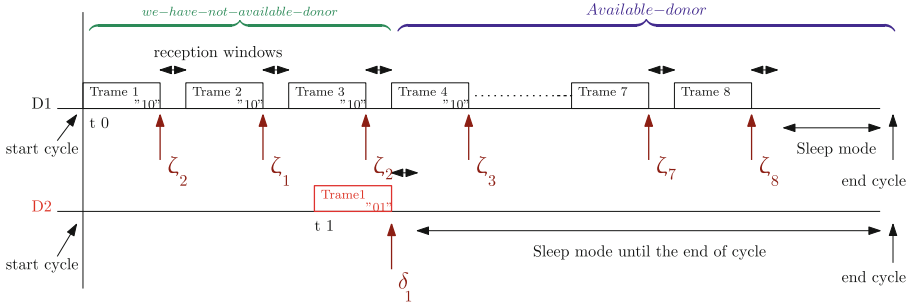 we−have−not−available−donor
Available−donor
reception windows
D1
Trame 1
"10"
Trame 2
"10"
Trame 3
"10"
Trame 4
"10"
Trame 7
Trame 8
t 0
start cycle
ζ2
ζ1
ζ2
ζ3
ζ7
ζ8
Sleep mode
end cycle
D2
Trame1
"01"
t 1
start cycle
δ1
Sleep mode until the end of cycle
end cycle